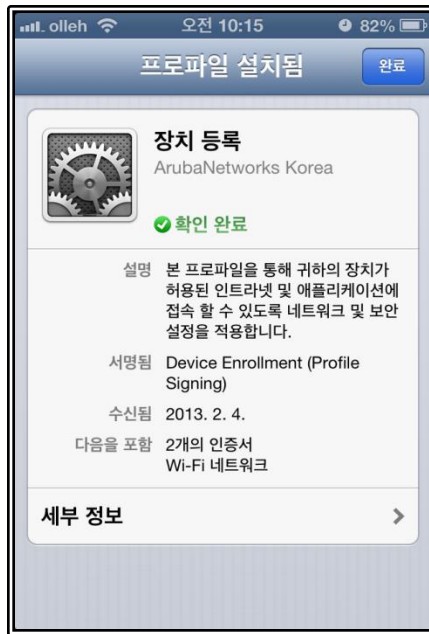 olleh 오전 10:15 82%
프로파일 설치됨 완료
장치 등록
ArubaNetworks Korea
확인 완료
설명 본 프로파일을 통해 귀하의 장치가
허용된 인트라넷 및 애플리케이션에
접속 할 수 있도록 네트워크 및 보안
설정을 적용합니다.
서명됨 Device Enrollment (Profile
Signing)
수신됨 2013. 2. 4.
다음을 포함 2개의 인증서
Wi-Fi 네트워크
세부 정보